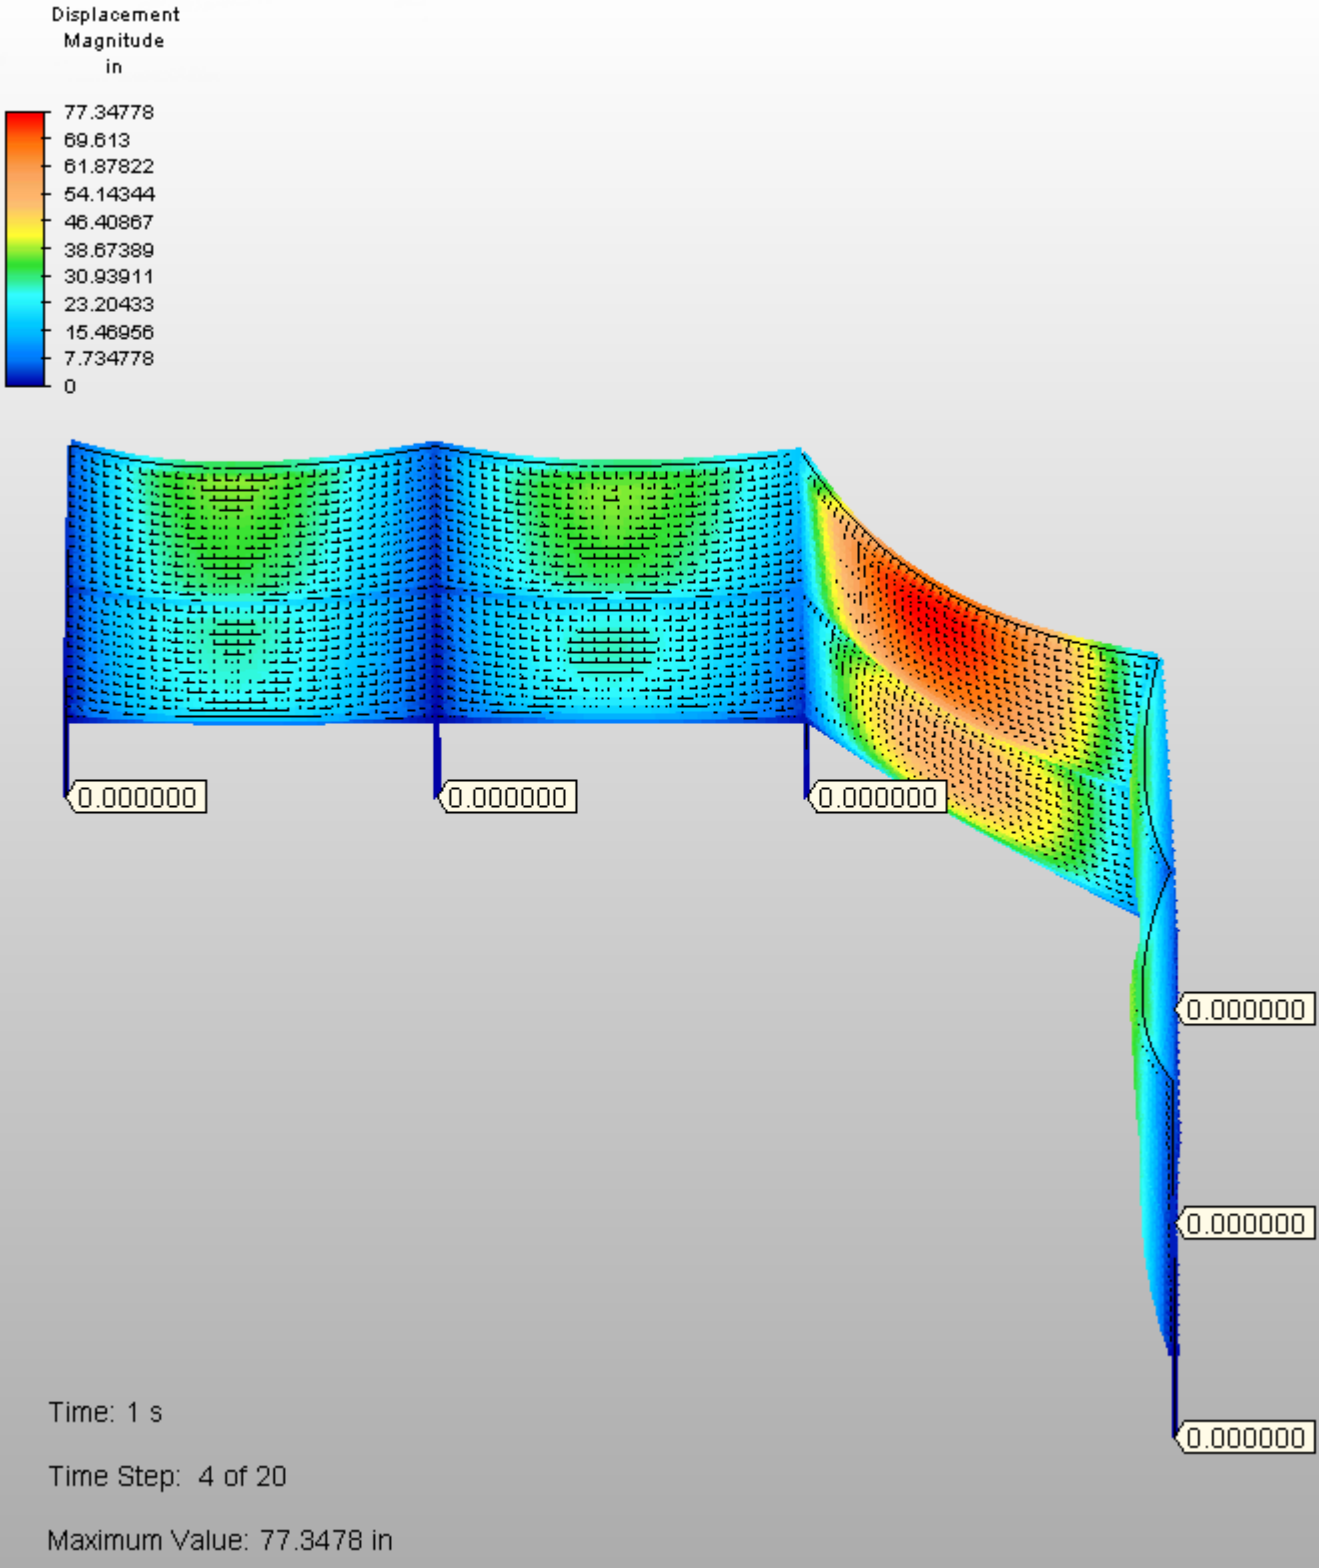 Displacement
Magnitude
in
77.34778
69.613
61.87822
54.14344
46.40867
38.67389
30.93911
23.20433
15.46956
7.734778
0
0.000000
0.000000
0.000000
0.000000
0.000000
0.000000
Time: 1 s
Time Step: 4 of 20
Maximum Value: 77.3478 in